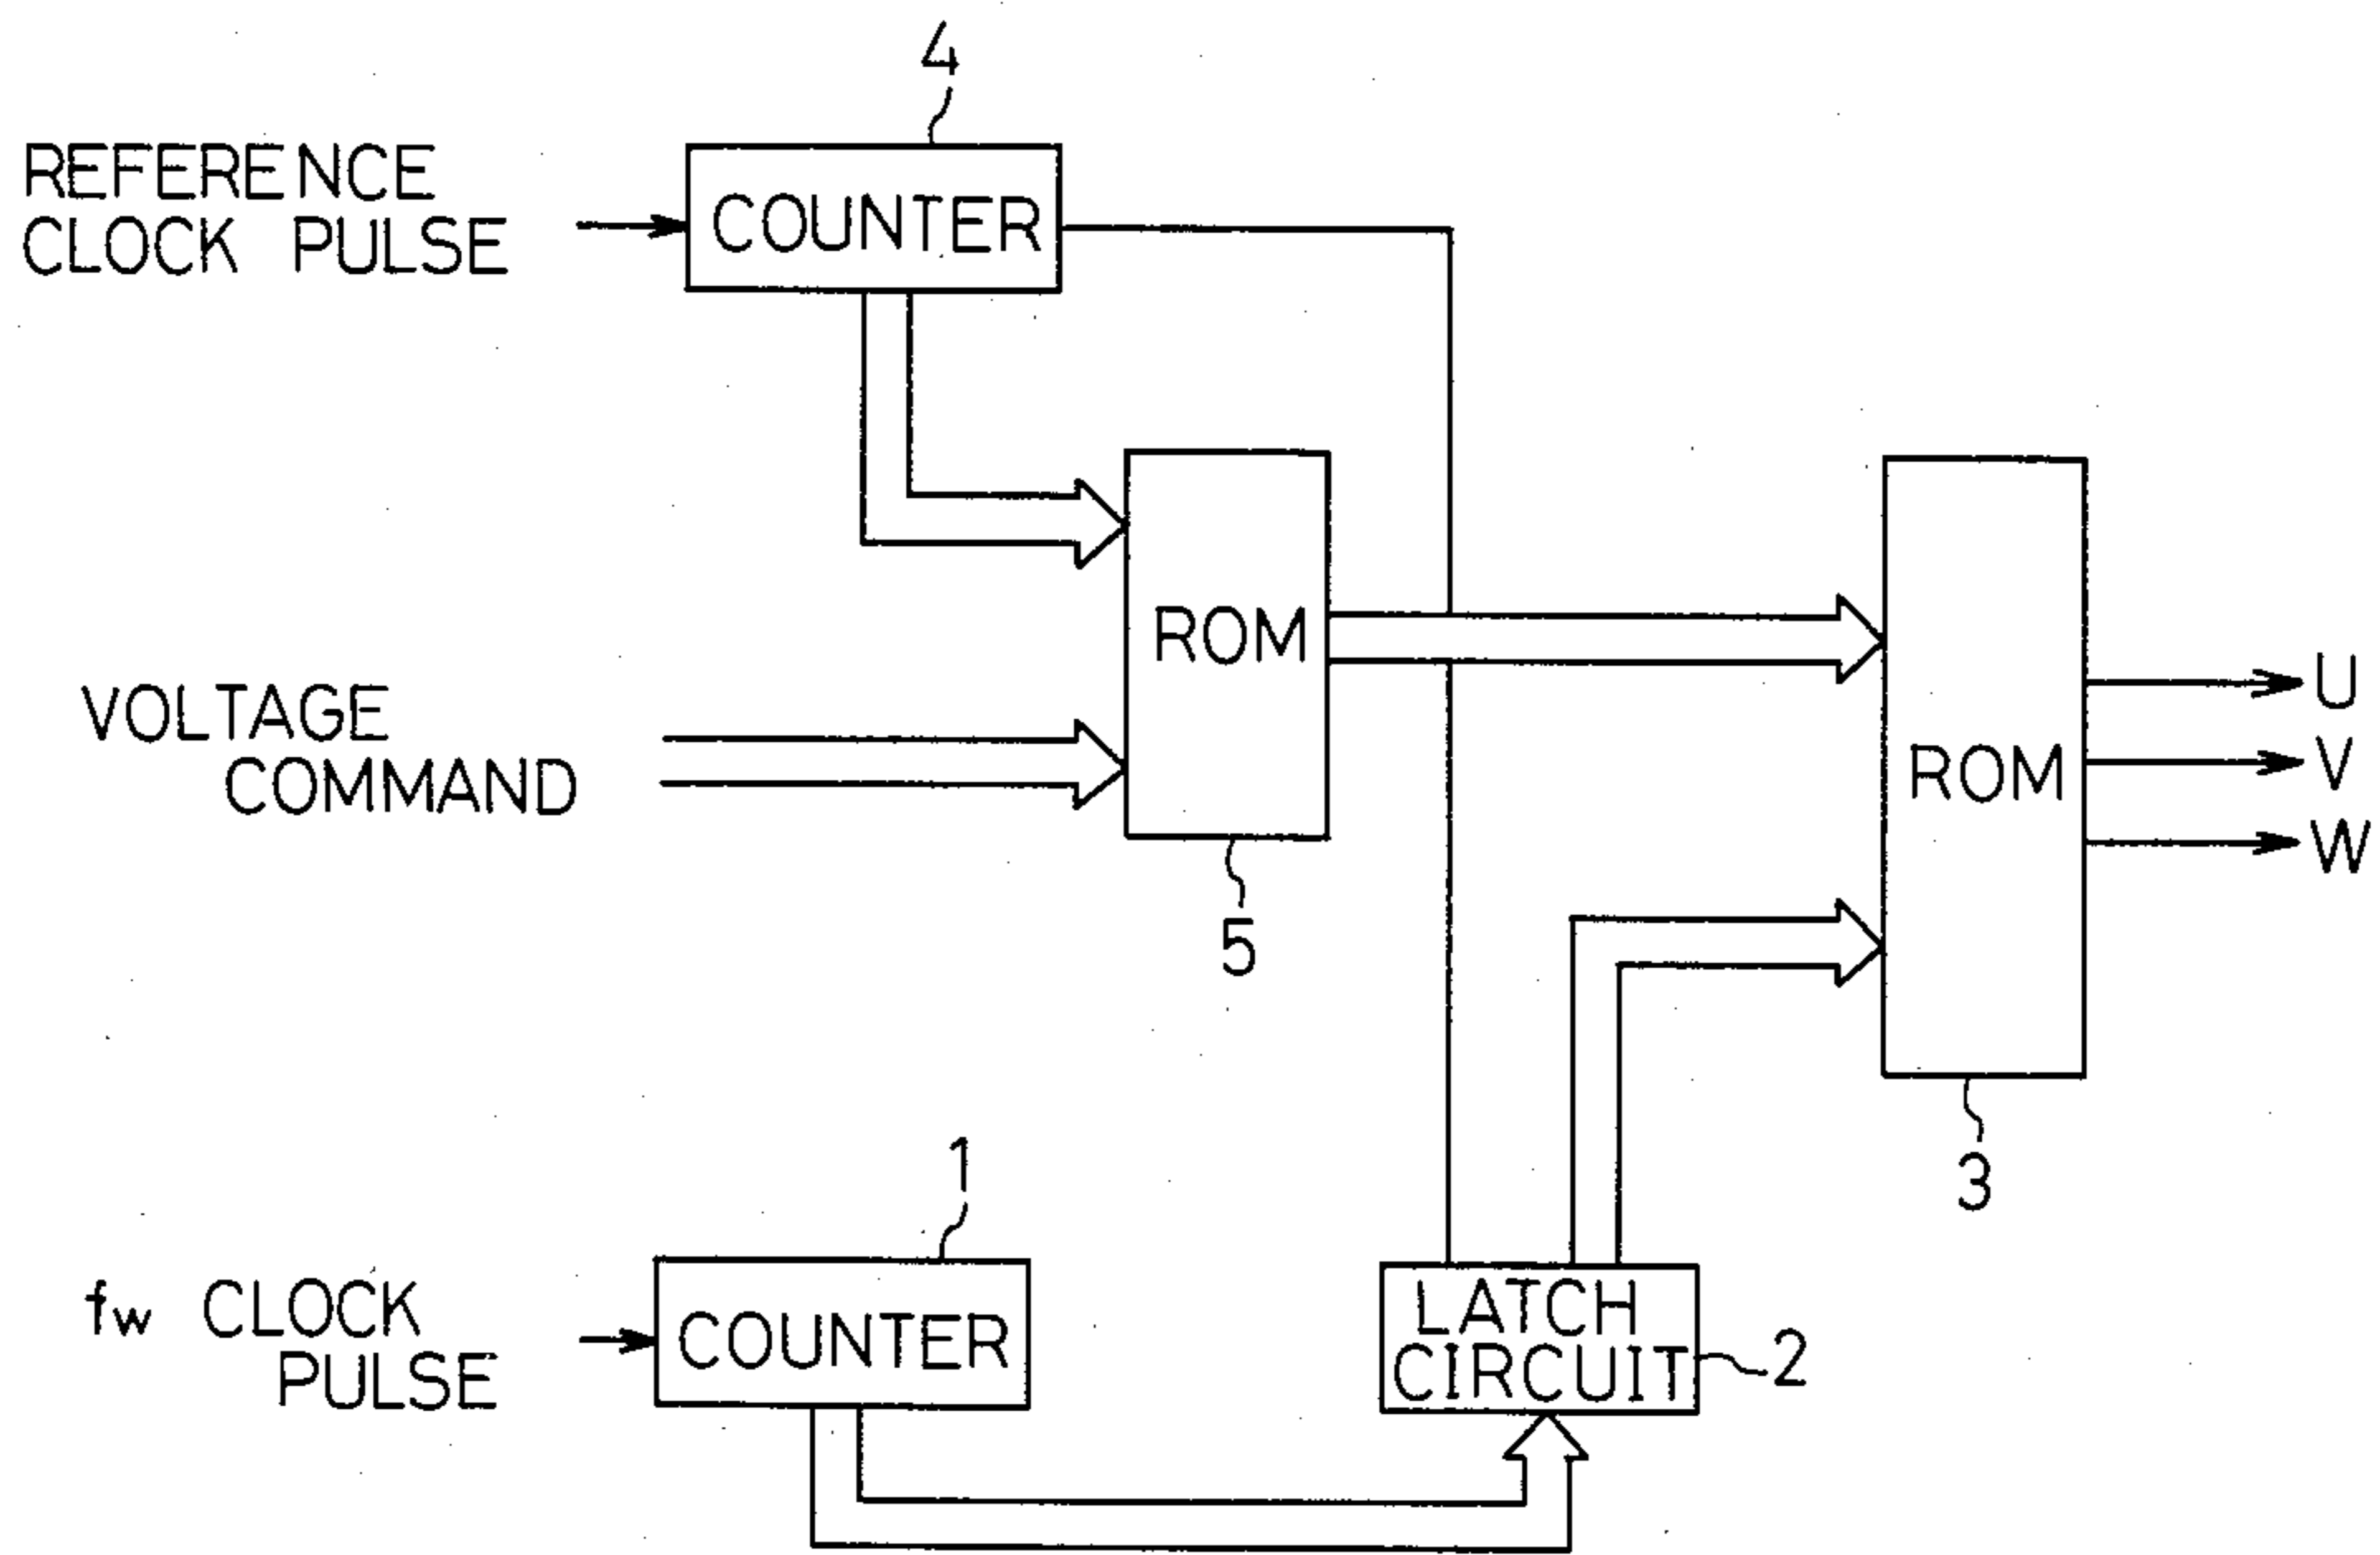 4
REFERENCE
CLOCK PULSE
COUNTER
ROM
VOLTAGE
COMMAND
U
ROM
V
W
5
3
1
fw CLOCK
PULSE
COUNTER
LATCH
CIRCUIT
2